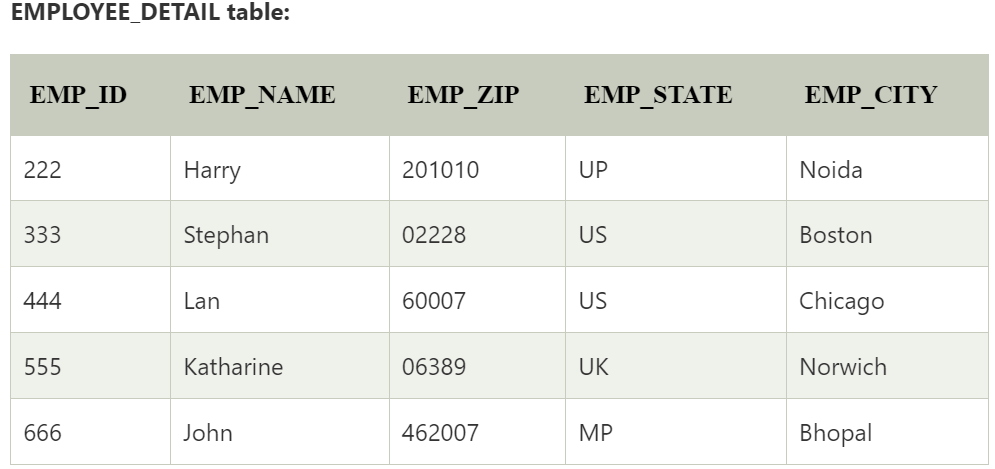 EMPLOYEE_DETAIL table:
EMP_ID EMP_NAME EMP_ZIP EMP_STATE EMP_CITY
222 Harry 201010 UP Noida
333 Stephan 02228 US Boston
444 Lan 60007 US Chicago
555 Katharine 06389 UK Norwich
666 John 462007 MP Bhopal